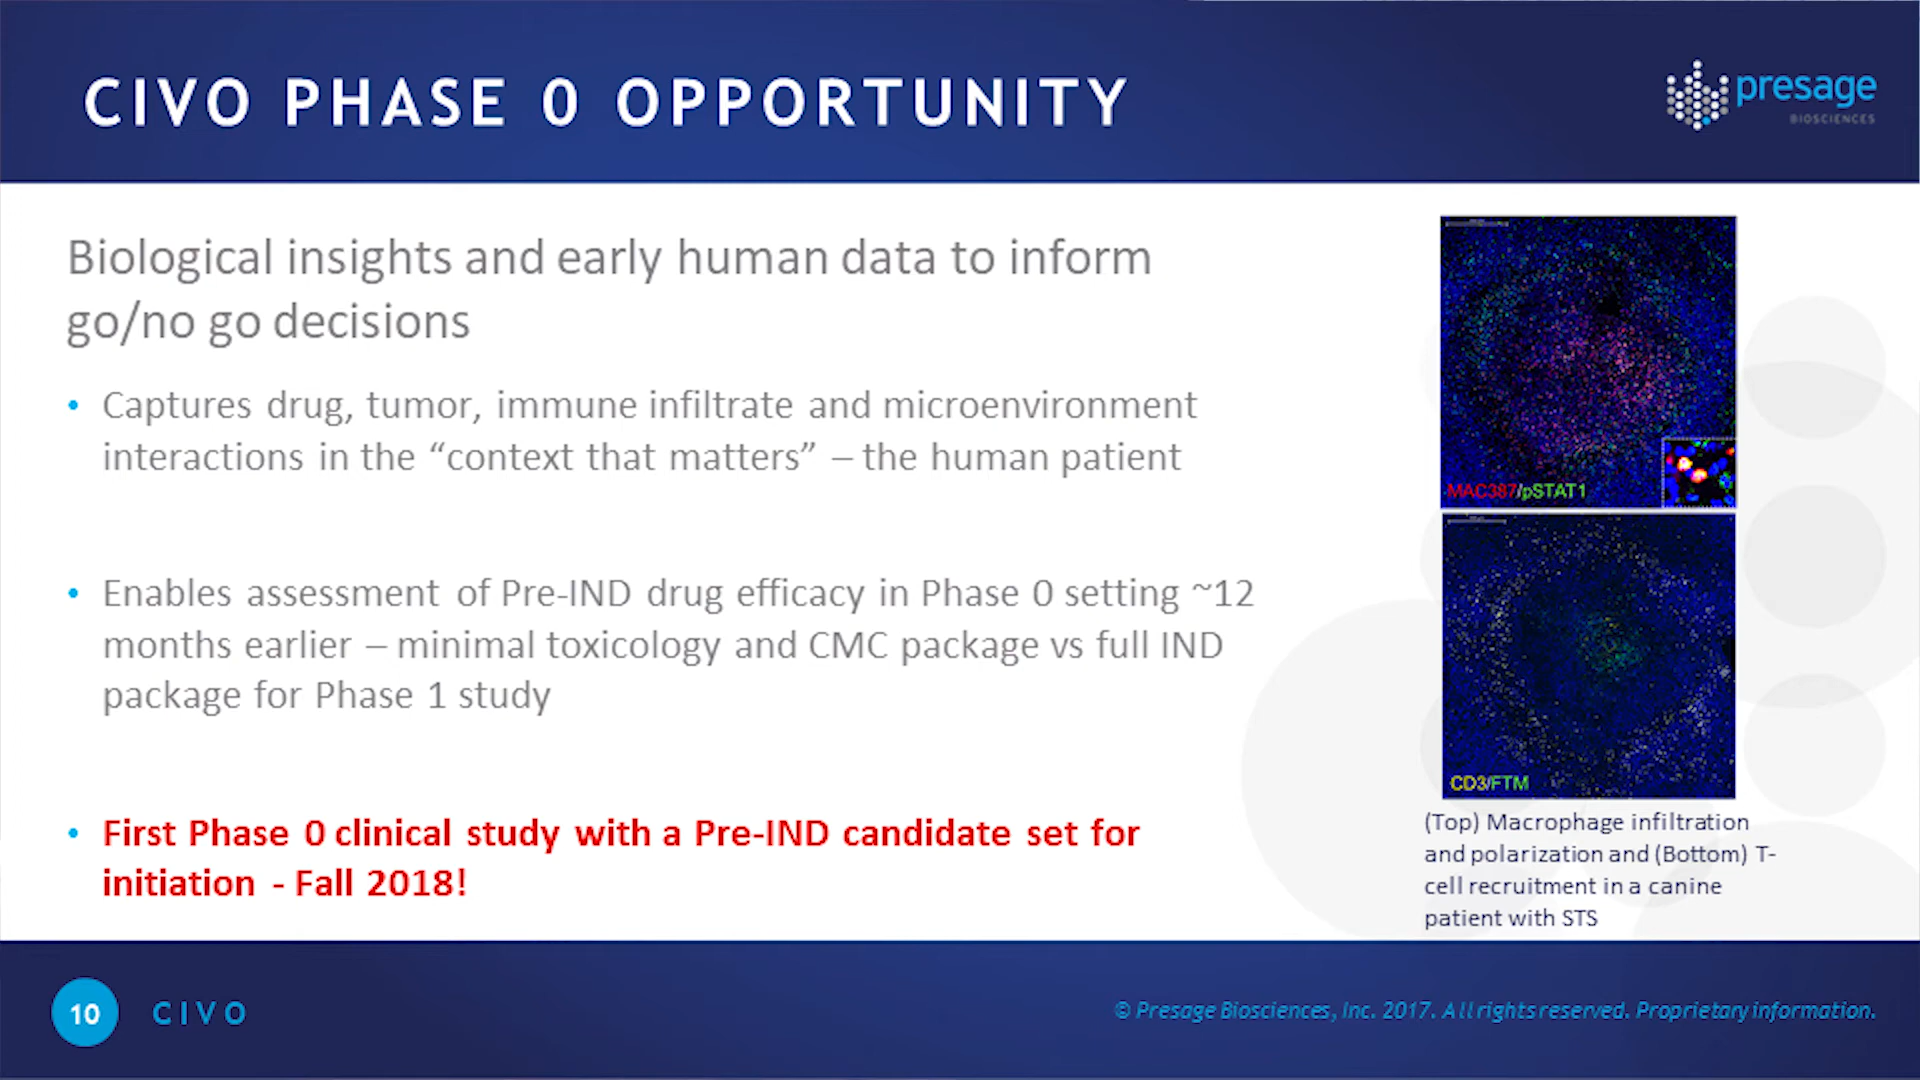 CIVO PHASE 0 OPPORTUNITY
presage
BIOSCIENCES
Biological insights and early human data to inform
go/no go decisions
• Captures drug, tumor, immune infiltrate and microenvironment
interactions in the “context that matters” – the human patient
• Enables assessment of Pre-IND drug efficacy in Phase 0 setting ~12
months earlier – minimal toxicology and CMC package vs full IND
package for Phase 1 study
• First Phase 0 clinical study with a Pre-IND candidate set for
initiation - Fall 2018!
MAC387/pSTAT1
CD3/FTM
(Top) Macrophage infiltration
and polarization and (Bottom) T-
cell recruitment in a canine
patient with STS
10 CIVO
© Presage Biosciences, Inc. 2017. All rights reserved. Proprietary information.